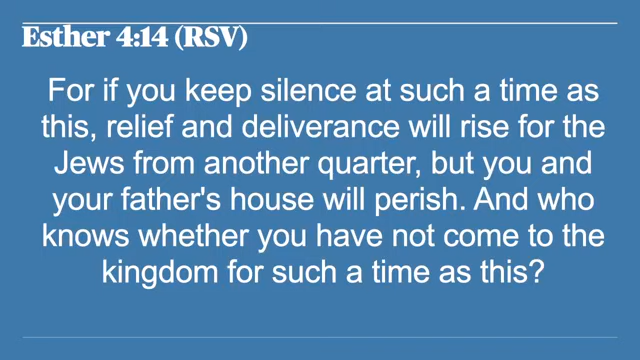 Esther 4:14 (RSV)
For if you keep silence at such a time as
this, relief and deliverance will rise for the
Jews from another quarter, but you and
your father's house will perish. And who
knows whether you have not come to the
kingdom for such a time as this?